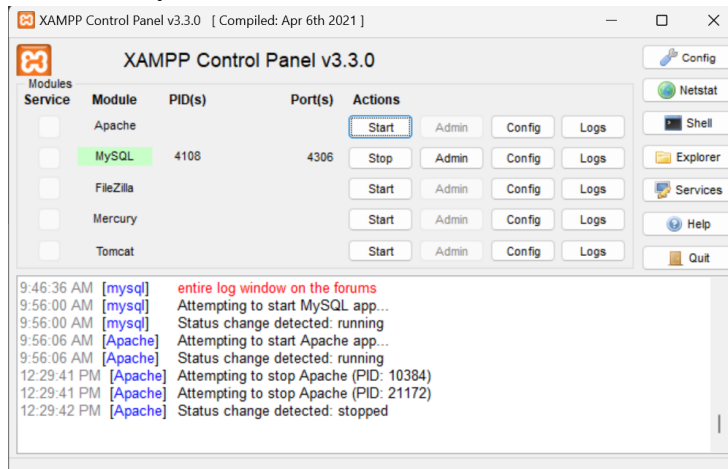 XAMPP Control Panel v3.3.0 [ Compiled: Apr 6th 2021 ]
XAMPP Control Panel v3.3.0
Config
Modules
Netstat
Service Module PID(s) Port(s) Actions
Apache Start Admin Config Logs
Shell
MySQL 4108 4306 Stop Admin Config Logs
Explorer
FileZilla Start Admin Config Logs
Services
Mercury Start Admin Config Logs
Help
Tomcat Start Admin Config Logs
Quit
9:46:36 AM [mysql] entire log window on the forums
9:56:00 AM [mysql] Attempting to start MySQL app...
9:56:00 AM [mysql] Status change detected: running
9:56:06 AM [Apache] Attempting to start Apache app...
9:56:06 AM [Apache] Status change detected: running
12:29:41 PM [Apache] Attempting to stop Apache (PID: 10384)
12:29:41 PM [Apache] Attempting to stop Apache (PID: 21172)
12:29:42 PM [Apache] Status change detected: stopped